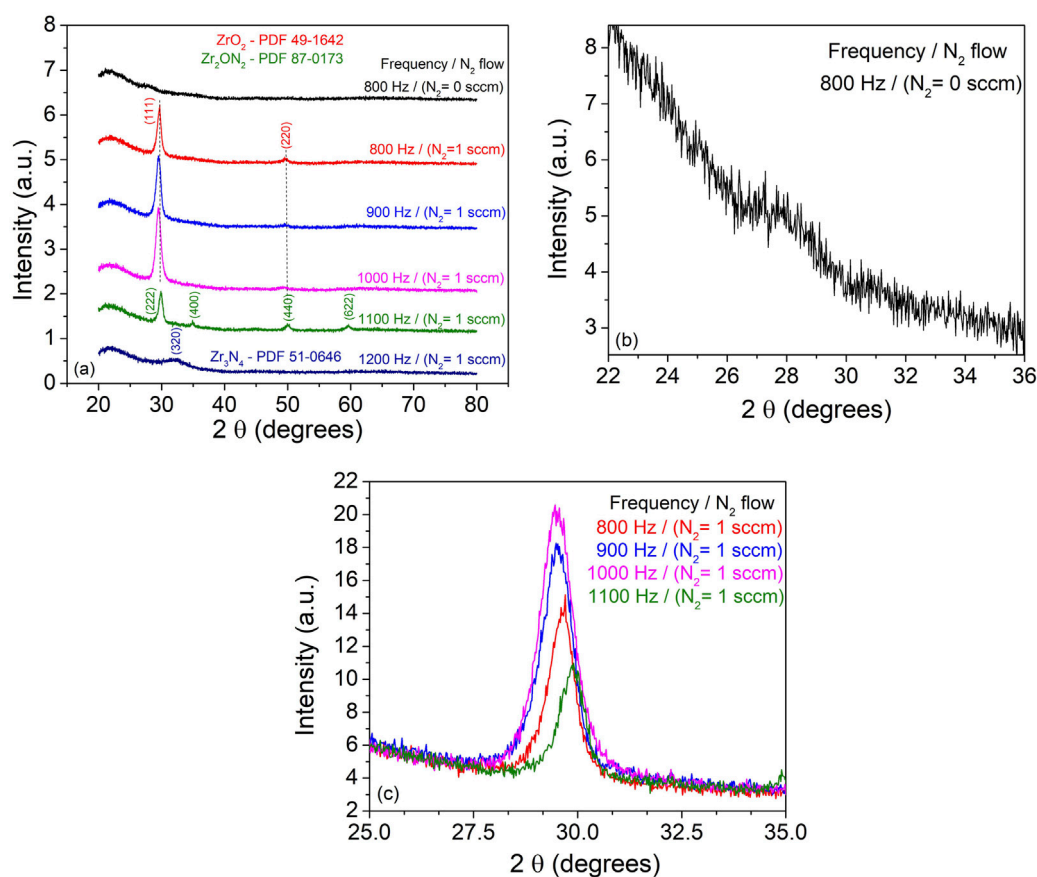 ZrO₂ - PDF 49-1642
Zr₂ON₂ - PDF 87-0173
Frequency / N₂ flow
800 Hz / (N₂= 0 sccm)
(111)
(220)
800 Hz / (N₂=1 sccm)
900 Hz / (N₂= 1 sccm)
1000 Hz / (N₂= 1 sccm)
(222)
(400)
(440)
(622)
1100 Hz / (N₂= 1 sccm)
(320)
Zr₃N₄ - PDF 51-0646
1200 Hz / (N₂= 1 sccm)
(a)
8
7
6
5
4
3
2
1
0
Intensity (a.u.)
20 30 40 50 60 70 80
2 θ (degrees)
Frequency / N₂ flow
800 Hz / (N₂= 0 sccm)
8
7
6
5
4
3
Intensity (a.u.)
(b)
22 24 26 28 30 32 34 36
2 θ (degrees)
Frequency / N₂ flow
800 Hz / (N₂= 1 sccm)
900 Hz / (N₂= 1 sccm)
1000 Hz / (N₂= 1 sccm)
1100 Hz / (N₂= 1 sccm)
22
20
18
16
14
12
10
8
6
4
2
Intensity (a.u.)
(c)
25.0 27.5 30.0 32.5 35.0
2 θ (degrees)